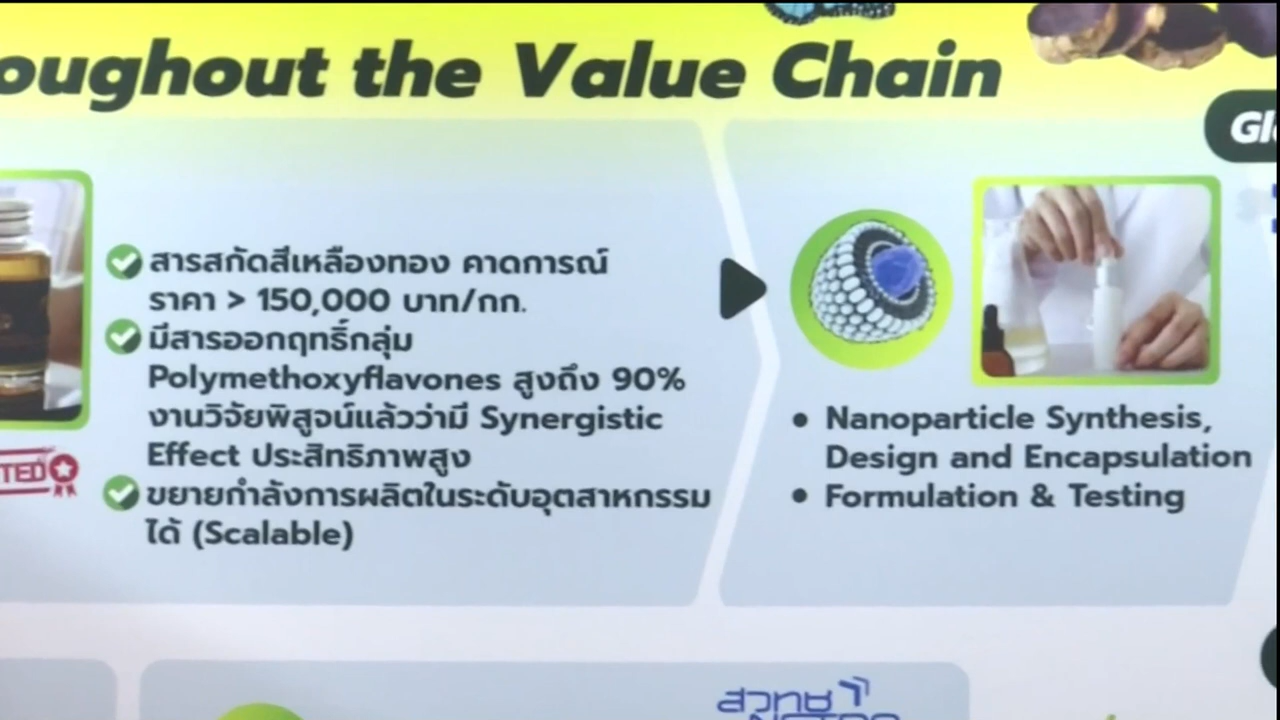 oughout the Value Chain
สารสกัดสีเหลืองทอง คาดการณ์
ราคา > 150,000 บาท/กก.
มีสารออกฤทธิ์กลุ่ม
Polymethoxyflavones สูงถึง 90%
งานวิจัยพิสูจน์แล้วว่ามี Synergistic
Effect ประสิทธิภาพสูง
TED
ขยายกำลังการผลิตในระดับอุตสาหกรรม
ได้ (Scalable)
• Nanoparticle Synthesis,
Design and Encapsulation
• Formulation & Testing
สวทช